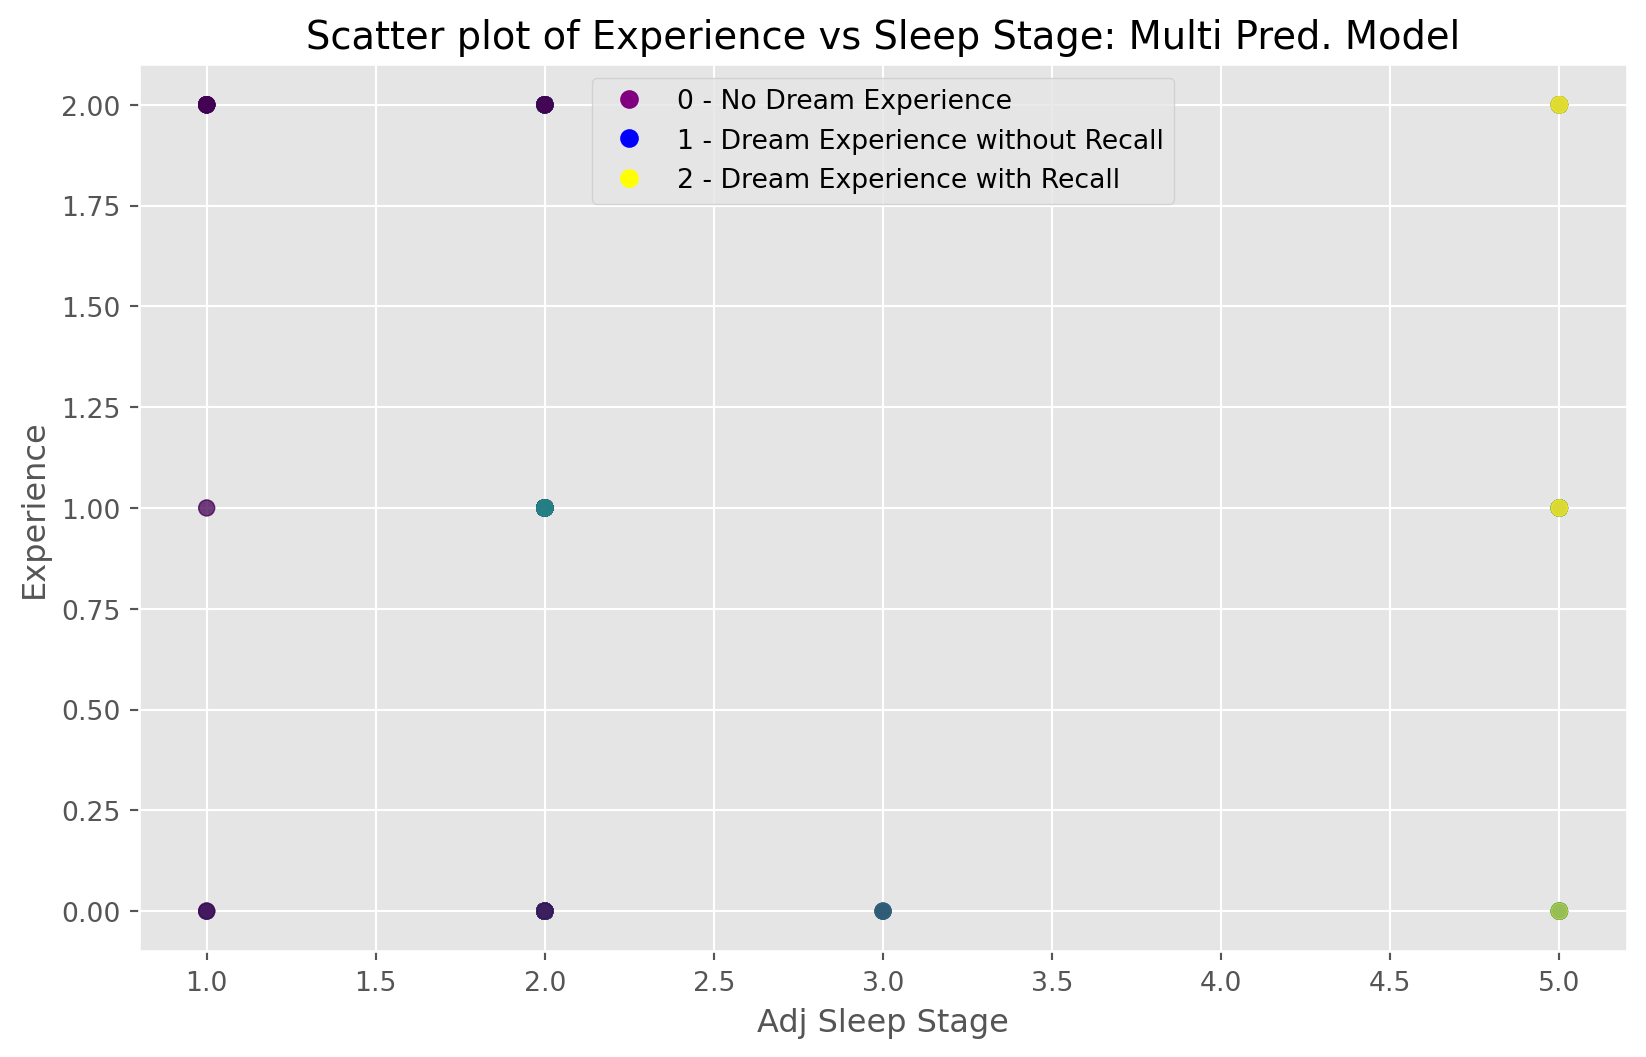 Scatter plot of Experience vs Sleep Stage: Multi Pred. Model
0 - No Dream Experience
1 - Dream Experience without Recall
2 - Dream Experience with Recall
Experience
2.00
1.75
1.50
1.25
1.00
0.75
0.50
0.25
0.00
1.0 1.5 2.0 2.5 3.0 3.5 4.0 4.5 5.0
Adj Sleep Stage